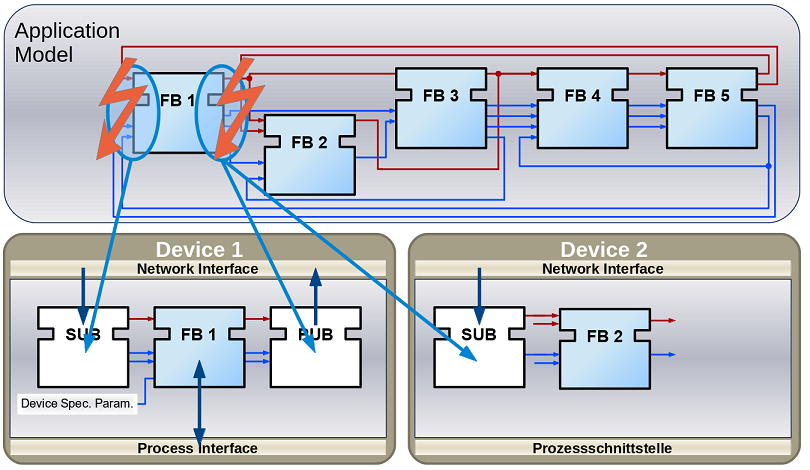 Application
Model
FB 1
FB 2
FB 3
FB 4
FB 5
Device 1
Network Interface
SUB
FB 1
PUB
Device Spec. Param.
Process Interface
Device 2
Network Interface
SUB
FB 2
Prozessschnittstelle